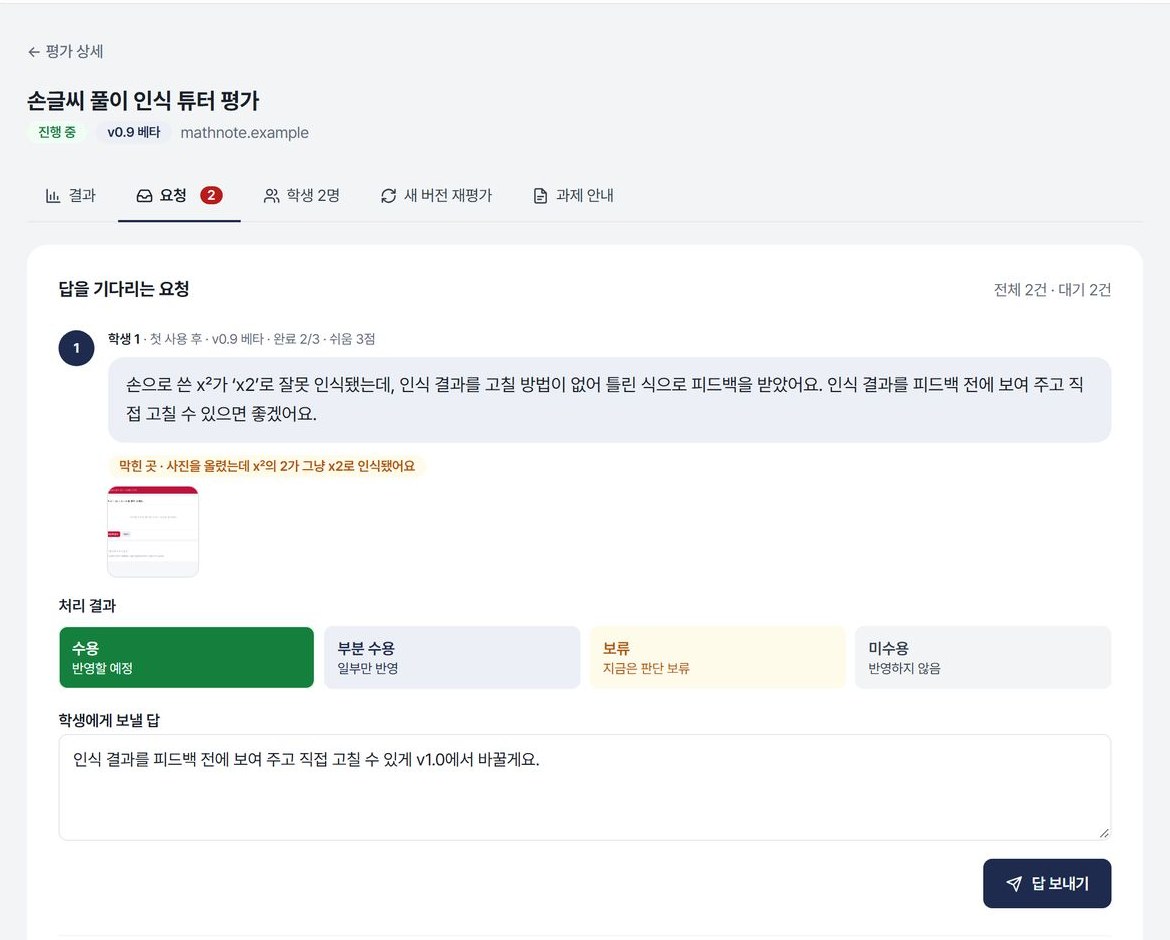 ← 평가 상세
손글씨 풀이 인식 튜터 평가
진행 중 v0.9 베타 mathnote.example
결과 요청 2 학생 2명 새 버전 재평가 과제 안내
답을 기다리는 요청 전체 2건 · 대기 2건
1 학생 1 · 첫 사용 후 · v0.9 베타 · 완료 2/3 · 쉬움 3점
손으로 쓴 x²가 ‘x2’로 잘못 인식됐는데, 인식 결과를 고칠 방법이 없어 틀린 식으로 피드백을 받았어요. 인식 결과를 피드백 전에 보여 주고 직
접 고칠 수 있으면 좋겠어요.
막힌 곳 · 사진을 올렸는데 x²의 2가 그냥 x2로 인식됐어요
처리 결과
수용 부분 수용 보류 미수용
반영할 예정 일부만 반영 지금은 판단 보류 반영하지 않음
학생에게 보낼 답
인식 결과를 피드백 전에 보여 주고 직접 고칠 수 있게 v1.0에서 바꿀게요.
답 보내기